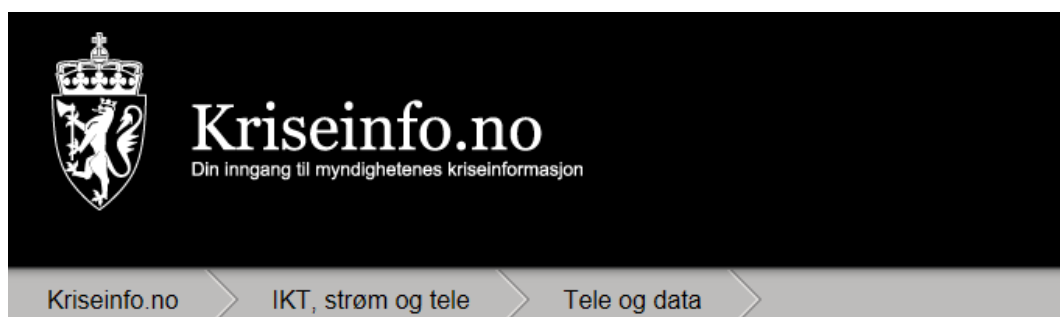 Kriseinfo.no
Din inngang til myndighetenes kriseinformasjon
Kriseinfo.no IKT, strøm og tele Tele og data